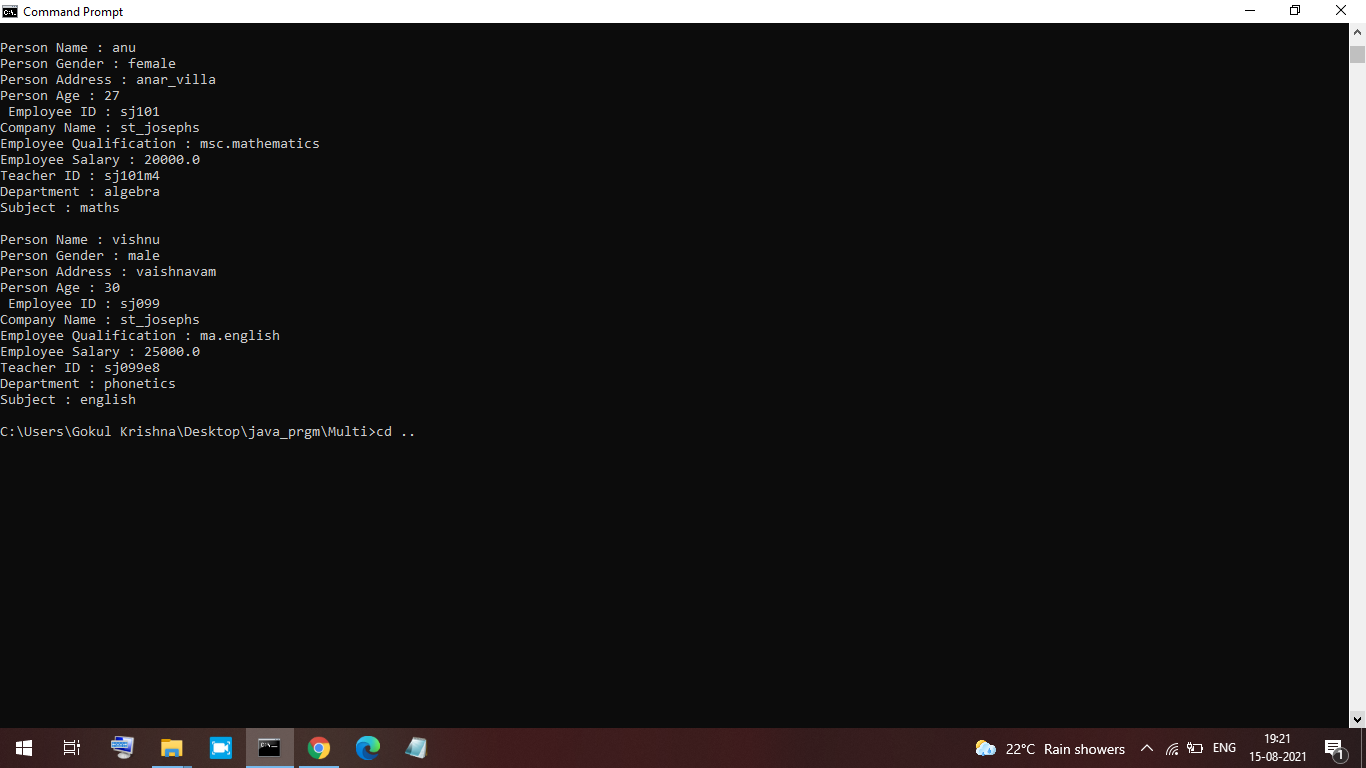 Command Prompt
Person Name : anu
Person Gender : female
Person Address : anar_villa
Person Age : 27
 Employee ID : sj101
Company Name : st_josephs
Employee Qualification : msc.mathematics
Employee Salary : 20000.0
Teacher ID : sj101m4
Department : algebra
Subject : maths

Person Name : vishnu
Person Gender : male
Person Address : vaishnavam
Person Age : 30
 Employee ID : sj099
Company Name : st_josephs
Employee Qualification : ma.english
Employee Salary : 25000.0
Teacher ID : sj099e8
Department : phonetics
Subject : english

C:\Users\Gokul Krishna\Desktop\java_prgm\Multi>cd ..
22°C Rain showers
ENG
19:21
15-08-2021
1